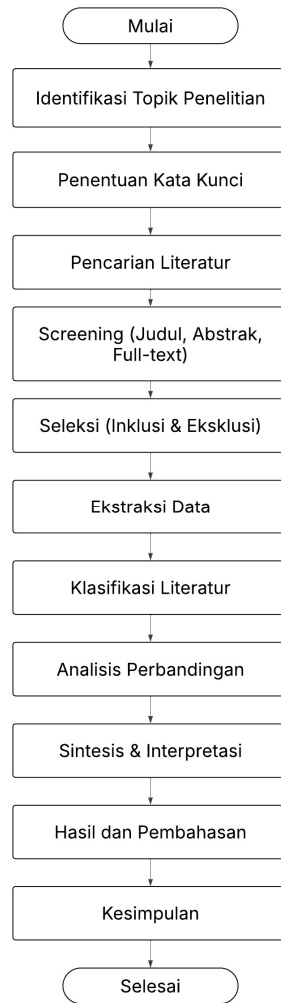 Mulai
Identifikasi Topik Penelitian
Penentuan Kata Kunci
Pencarian Literatur
Screening (Judul, Abstrak,
Full-text)
Seleksi (Inklusi & Eksklusi)
Ekstraksi Data
Klasifikasi Literatur
Analisis Perbandingan
Sintesis & Interpretasi
Hasil dan Pembahasan
Kesimpulan
Selesai